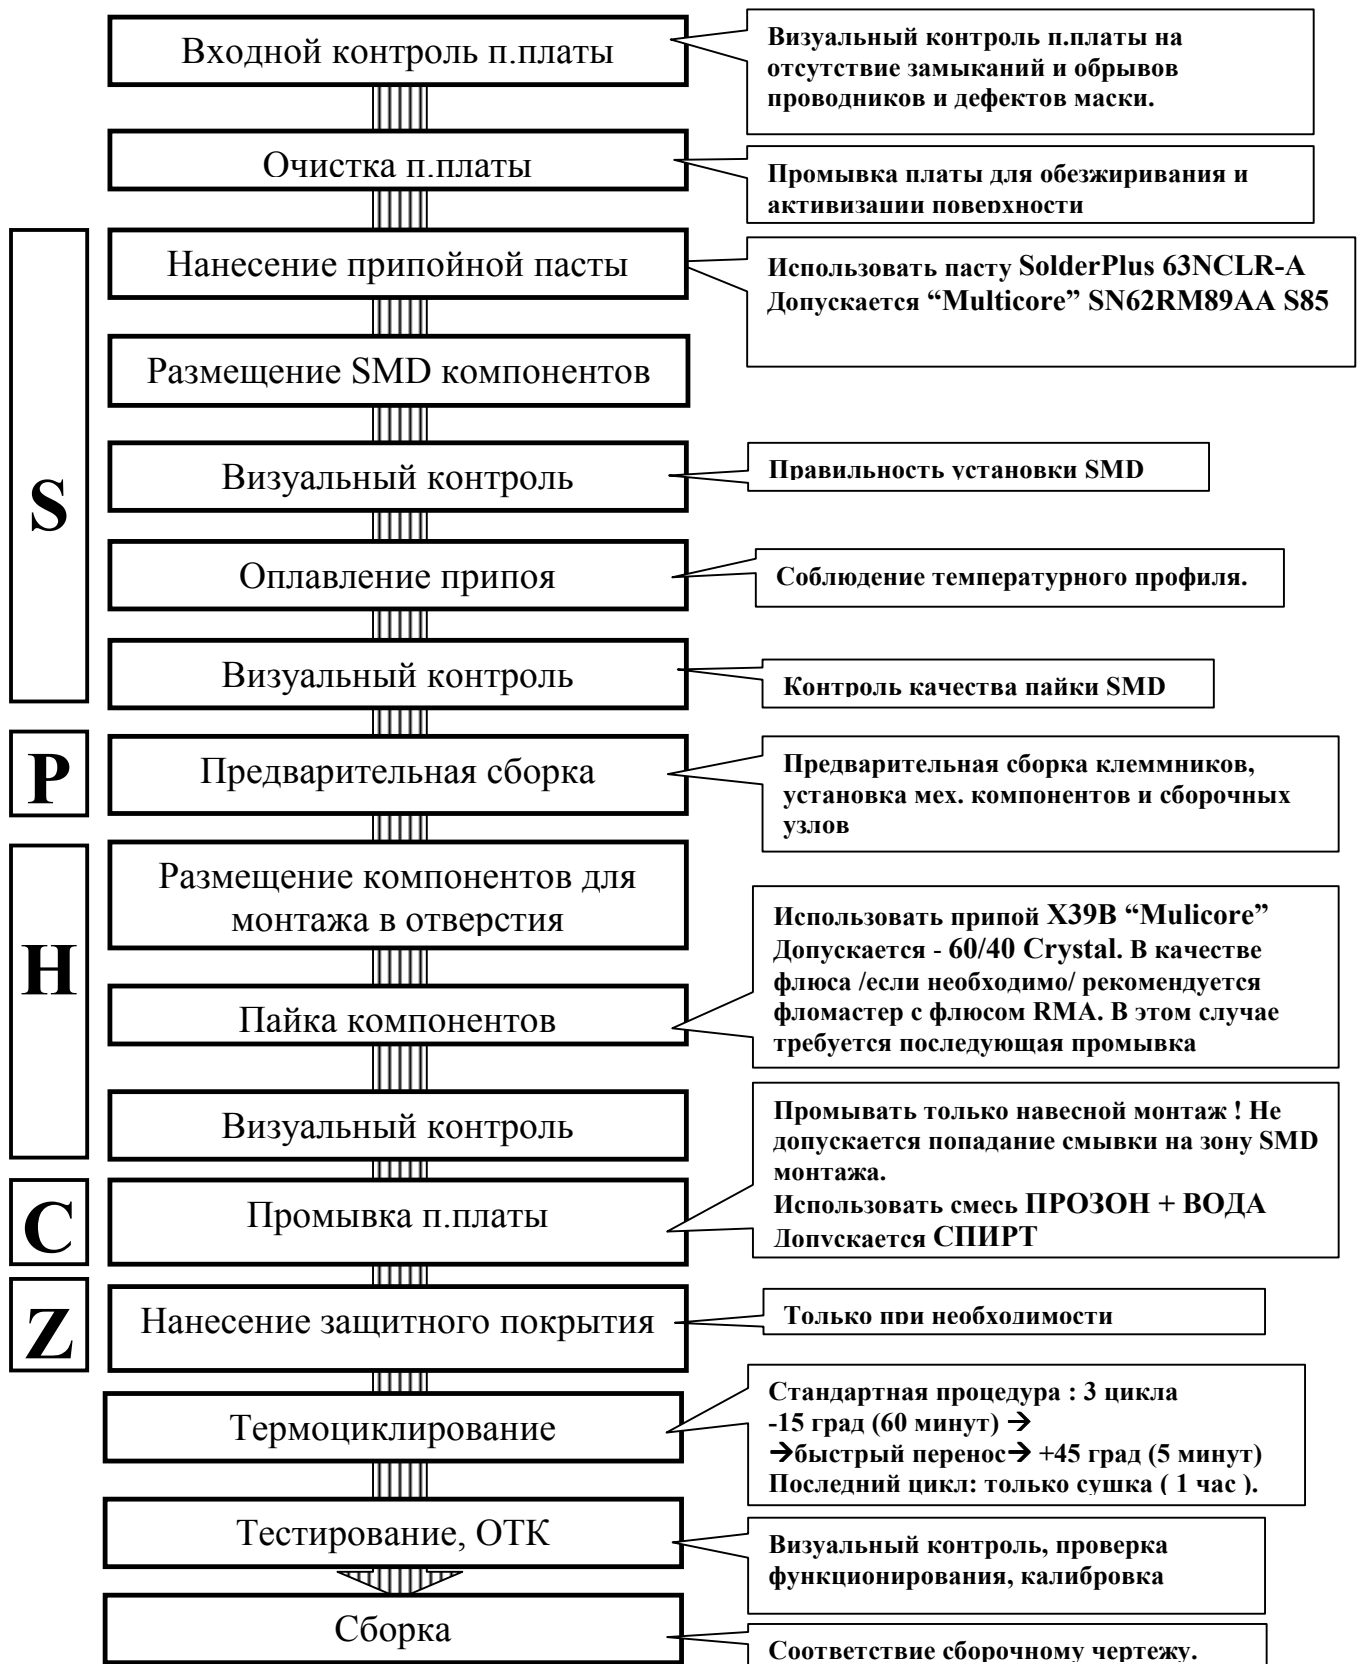 Входной контроль п.платы
Визуальный контроль п.платы на
отсутствие замыканий и обрывов
проводников и дефектов маски.
Очистка п.платы
Промывка платы для обезжиривания и
активизации поверхности
S
Нанесение припойной пасты
Использовать пасту SolderPlus 63NCLR-A
Допускается “Multicore” SN62RM89AA S85
Размещение SMD компонентов
Визуальный контроль
Правильность установки SMD
Оплавление припоя
Соблюдение температурного профиля.
Визуальный контроль
Контроль качества пайки SMD
P
Предварительная сборка
Предварительная сборка клеммников,
установка мех. компонентов и сборочных
узлов
H
Размещение компонентов для
монтажа в отверстия
Пайка компонентов
Использовать припой X39B “Mulicore”
Допускается - 60/40 Crystal. В качестве
флюса /если необходимо/ рекомендуется
фломастер с флюсом RMA. В этом случае
требуется последующая промывка
Визуальный контроль
C
Промывка п.платы
Промывать только навесной монтаж ! Не
допускается попадание смывки на зону SMD
монтажа.
Использовать смесь ПРОЗОН + ВОДА
Допускается СПИРТ
Z
Нанесение защитного покрытия
Только при необходимости
Термоциклирование
Стандартная процедура : 3 цикла
-15 град (60 минут) →
→быстрый перенос→ +45 град (5 минут)
Последний цикл: только сушка ( 1 час ).
Тестирование, ОТК
Визуальный контроль, проверка
функционирования, калибровка
Сборка
Соответствие сборочному чертежу.